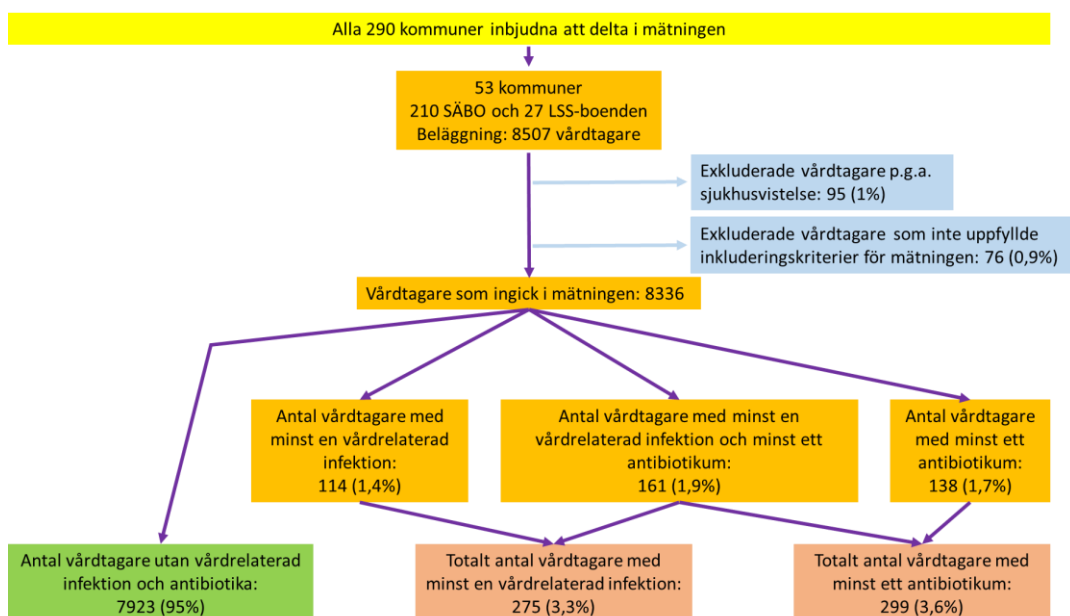 Alla 290 kommuner inbjudna att delta i mätningen
53 kommuner
210 SÄBO och 27 LSS-boenden
Beläggning: 8507 vårdtagare
Exkluderade vårdtagare p.g.a.
sjukhusvistelse: 95 (1%)
Exkluderade vårdtagare som inte uppfyllde
inkluderingskriterier för mätningen: 76 (0,9%)
Vårdtagare som ingick i mätningen: 8336
Antal vårdtagare med
minst en vårdrelaterad
infektion:
114 (1,4%)
Antal vårdtagare med minst en
vårdrelaterad infektion och minst ett
antibiotikum:
161 (1,9%)
Antal vårdtagare
med minst ett
antibiotikum:
138 (1,7%)
Antal vårdtagare utan vårdrelaterad
infektion och antibiotika:
7923 (95%)
Totalt antal vårdtagare med
minst en vårdrelaterad infektion:
275 (3,3%)
Totalt antal vårdtagare med
minst ett antibiotikum:
299 (3,6%)